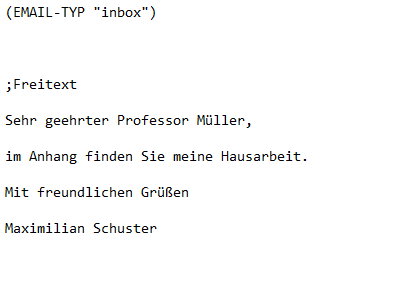 (EMAIL-TYP "inbox")
;Freitext
Sehr geehrter Professor Müller,
im Anhang finden Sie meine Hausarbeit.
Mit freundlichen Grüßen
Maximilian Schuster